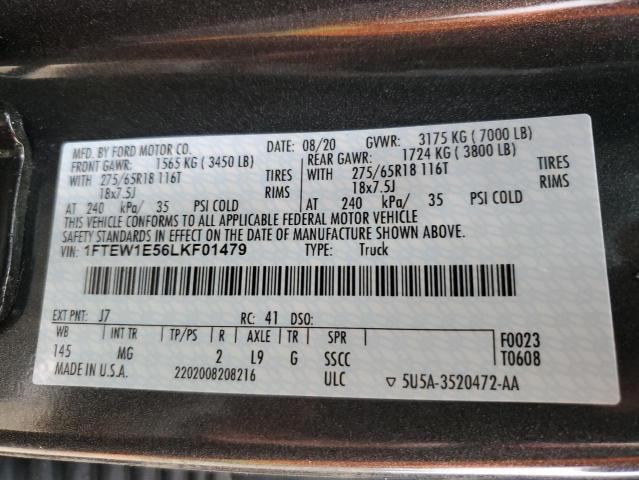 MFD. BY FORD MOTOR CO. DATE: 08/20 GVWR: 3175 KG ( 7000 LB)
FRONT GAWR: 1565 KG ( 3450 LB) REAR GAWR: 1724 KG ( 3800 LB)
WITH 275/65R18 116T TIRES WITH 275/65R18 116T TIRES
18x7.5J RIMS 18x7.5J RIMS
AT 240 kPa/ 35 PSI COLD AT 240 kPa/ 35 PSI COLD
THIS VEHICLE CONFORMS TO ALL APPLICABLE FEDERAL MOTOR VEHICLE
SAFETY STANDARDS IN EFFECT ON THE DATE OF MANUFACTURE SHOWN ABOVE.
VIN: 1FTEW1E56LKF01479 TYPE: Truck
EXT PNT: J7 RC: 41 DSO:
WB INT TR TP/PS R AXLE TR SPR F0023
145 MG 2 L9 G SSCC T0608
MADE IN U.S.A. 2202008208216 ULC ▽ 5U5A-3520472-AA